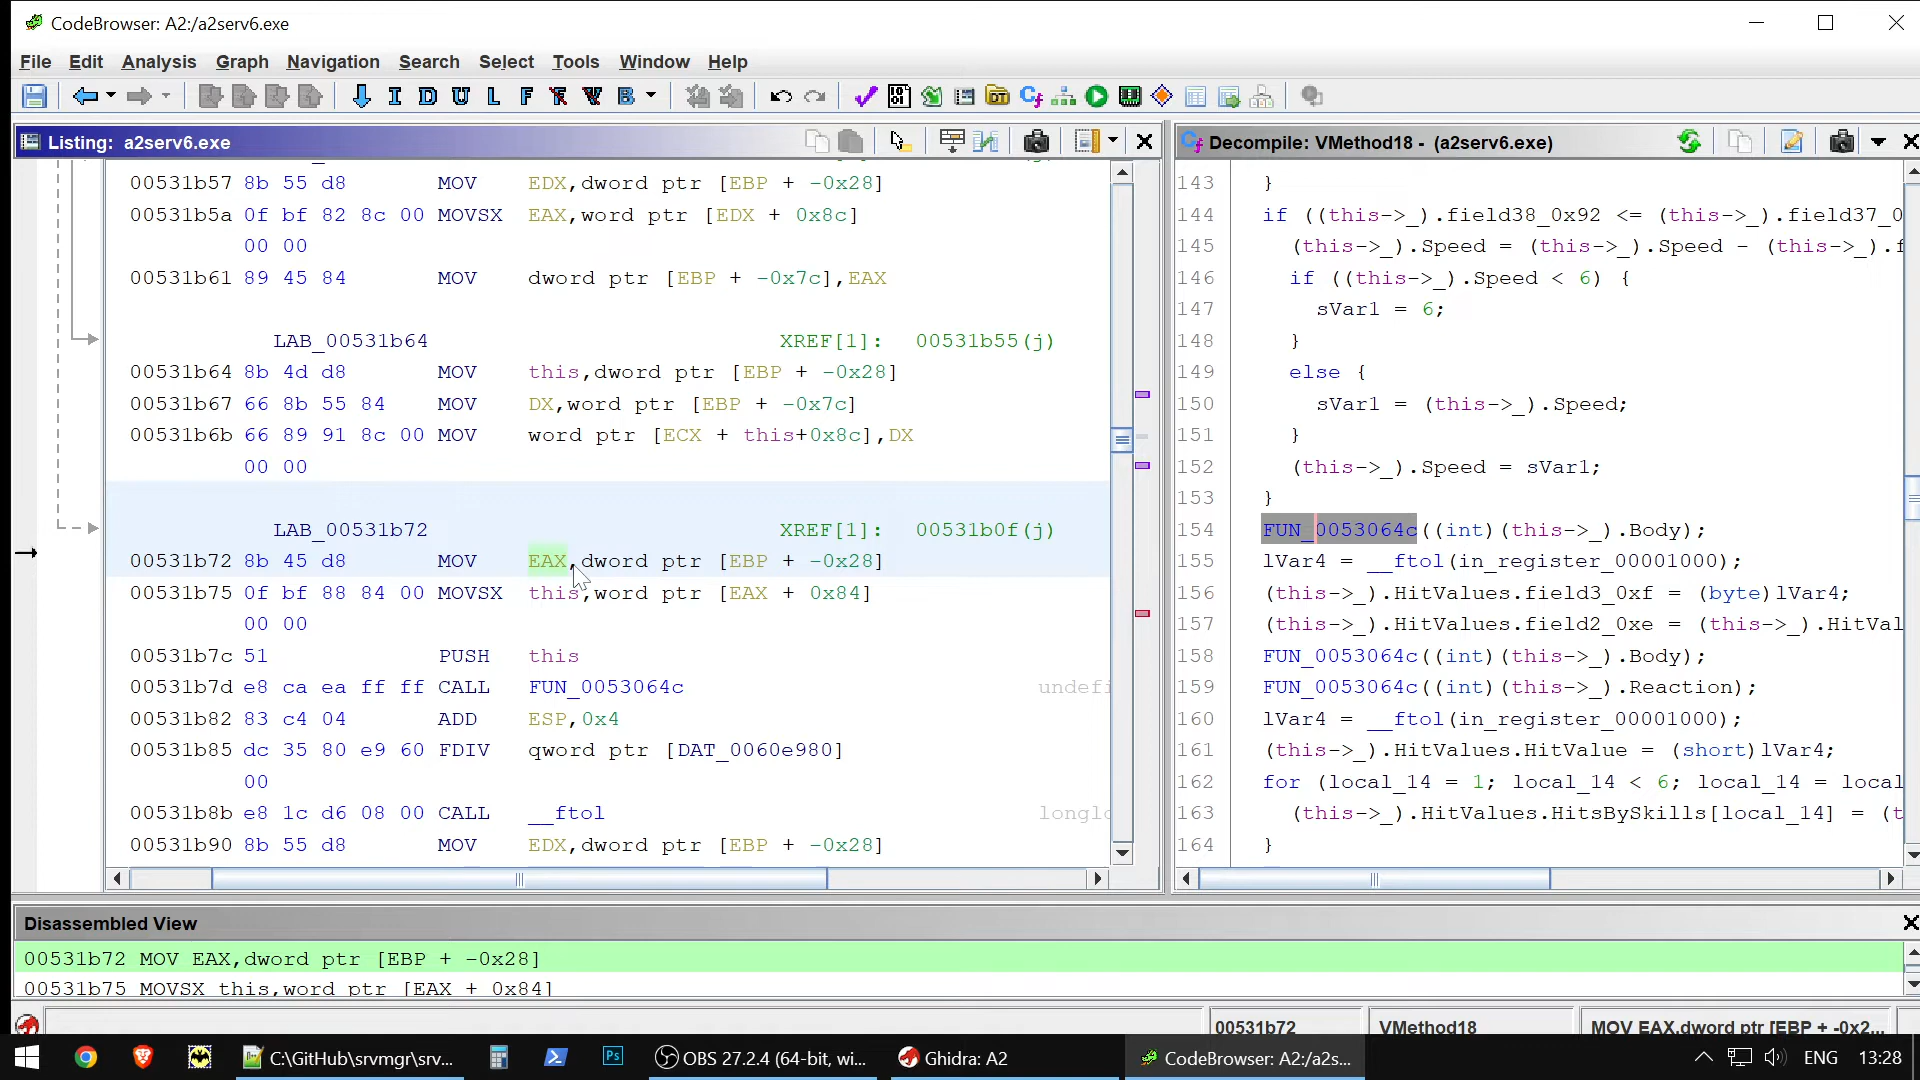 CodeBrowser: A2:/a2serv6.exe
File Edit Analysis Graph Navigation Search Select Tools Window Help
I D U L F B
Listing: a2serv6.exe
00531b57 8b 55 d8 MOV EDX,dword ptr [EBP + -0x28]
00531b5a 0f bf 82 8c 00 MOVSX EAX,word ptr [EDX + 0x8c]
00 00
00531b61 89 45 84 MOV dword ptr [EBP + -0x7c],EAX
LAB_00531b64 XREF[1]: 00531b55(j)
00531b64 8b 4d d8 MOV this,dword ptr [EBP + -0x28]
00531b67 66 8b 55 84 MOV DX,word ptr [EBP + -0x7c]
00531b6b 66 89 91 8c 00 MOV word ptr [ECX + this+0x8c],DX
00 00
LAB_00531b72 XREF[1]: 00531b0f(j)
00531b72 8b 45 d8 MOV EAX,dword ptr [EBP + -0x28]
00531b75 0f bf 88 84 00 MOVSX this,word ptr [EAX + 0x84]
00 00
00531b7c 51 PUSH this
00531b7d e8 ca ea ff ff CALL FUN_0053064c undefi
00531b82 83 c4 04 ADD ESP,0x4
00531b85 dc 35 80 e9 60 FDIV qword ptr [DAT_0060e980]
00
00531b8b e8 1c d6 08 00 CALL __ftol longlo
00531b90 8b 55 d8 MOV EDX,dword ptr [EBP + -0x28]
Decompile: VMethod18 - (a2serv6.exe)
143 }
144 if ((this->_).field38_0x92 <= (this->_).field37_0
145 (this->_).Speed = (this->_).Speed - (this->_).f
146 if ((this->_).Speed < 6) {
147 sVar1 = 6;
148 }
149 else {
150 sVar1 = (this->_).Speed;
151 }
152 (this->_).Speed = sVar1;
153 }
154 FUN_0053064c((int)(this->_).Body);
155 lVar4 = __ftol(in_register_00001000);
156 (this->_).HitValues.field3_0xf = (byte)lVar4;
157 (this->_).HitValues.field2_0xe = (this->_).HitVal
158 FUN_0053064c((int)(this->_).Body);
159 FUN_0053064c((int)(this->_).Reaction);
160 lVar4 = __ftol(in_register_00001000);
161 (this->_).HitValues.HitValue = (short)lVar4;
162 for (local_14 = 1; local_14 < 6; local_14 = local
163 (this->_).HitValues.HitsBySkills[local_14] = (t
164 }
Disassembled View
00531b72 MOV EAX,dword ptr [EBP + -0x28]
00531b75 MOVSX this,word ptr [EAX + 0x84]
00531b72 VMethod18 MOV EAX,dword ptr [EBP + -0x2...
C:\GitHub\srvmgr\srv... Ps OBS 27.2.4 (64-bit, wi... Ghidra: A2 CodeBrowser: A2:/a2s... ENG 13:28